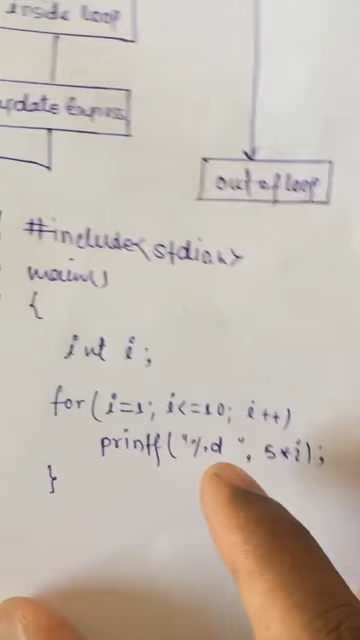 inside loop
update Express
out of loop
#include<stdio.h>
main()
{
int i;
for(i=1; i<=10; i++)
printf("%d ", 5*i);
}